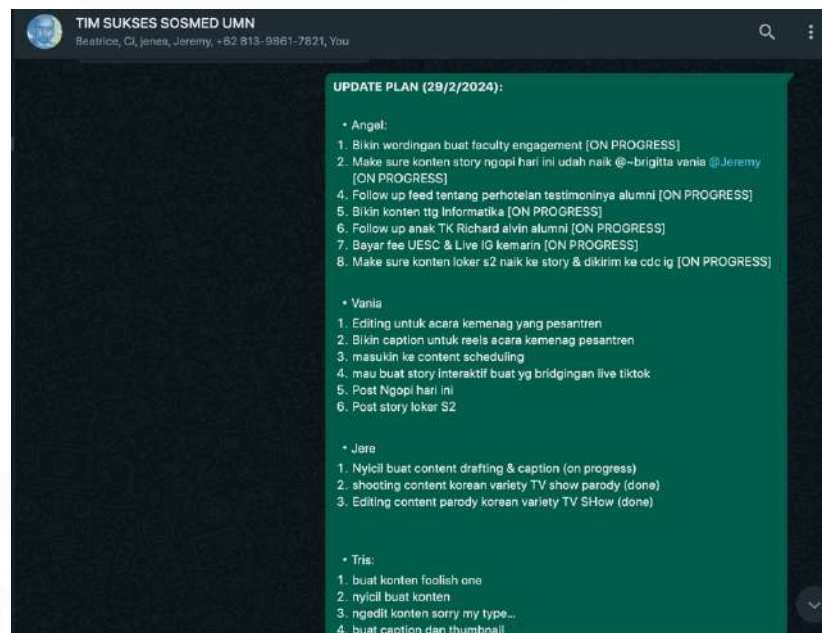 TIM SUKSES SOSMED UMN
Beatrice, Ci, jenes, Jeremy, +62 813-9861-7821, You
UPDATE PLAN (29/2/2024):
• Angel:
1. Bikin wordingan buat faculty engagement [ON PROGRESS]
2. Make sure konten story ngopi hari ini udah naik @~brigitta vania @Jeremy
[ON PROGRESS]
4. Follow up feed tentang perhotelan testimoninya alumni [ON PROGRESS]
5. Bikin konten ttg Informatika [ON PROGRESS]
6. Follow up anak TK Richard alvin alumni [ON PROGRESS]
7. Bayar fee UESC & Live IG kemarin [ON PROGRESS]
8. Make sure konten loker s2 naik ke story & dikirim ke cdc ig [ON PROGRESS]
• Vania
1. Editing untuk acara kemenag yang pesantren
2. Bikin caption untuk reels acara kemenag pesantren
3. masukin ke content scheduling
4. mau buat story interaktif buat yg bridgingan live tiktok
5. Post Ngopi hari ini
6. Post story loker S2
• Jere
1. Nyicil buat content drafting & caption (on progress)
2. shooting content korean variety TV show parody (done)
3. Editing content parody korean variety TV SHow (done)
• Tris:
1. buat konten foolish one
2. nyicil buat konten
3. ngedit konten sorry my type...
4. buat caption dan thumbnail